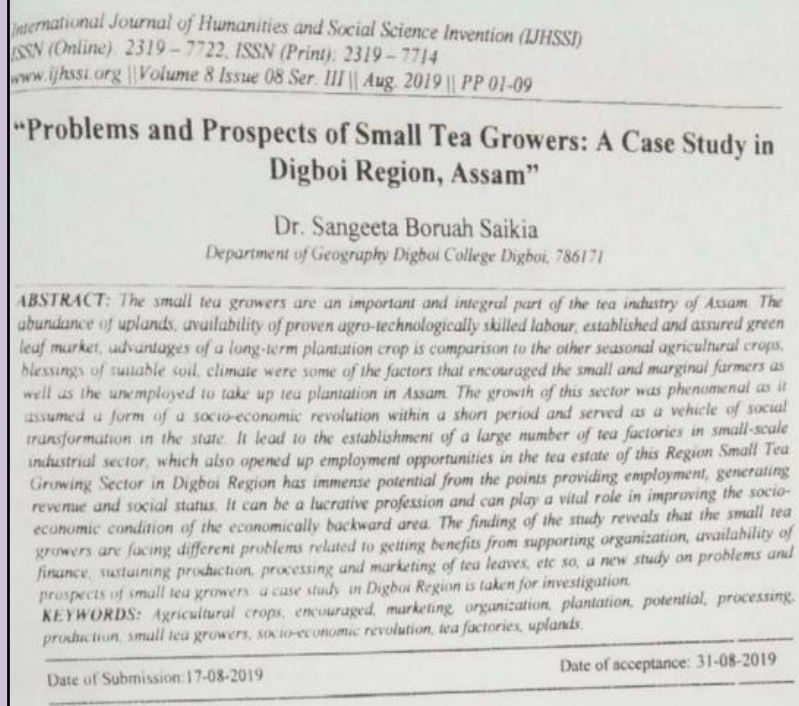 International Journal of Humanities and Social Science Invention (IJHSSI)
ISSN (Online) 2319 – 7722, ISSN (Print): 2319 – 7714
www.ijhssi.org ||Volume 8 Issue 08 Ser. III || Aug. 2019 || PP 01-09
“Problems and Prospects of Small Tea Growers: A Case Study in
Digboi Region, Assam”
Dr. Sangeeta Boruah Saikia
Department of Geography Digboi College Digboi, 786171
ABSTRACT: The small tea growers are an important and integral part of the tea industry of Assam. The
abundance of uplands, availability of proven agro-technologically skilled labour, established and assured green
leaf market, advantages of a long-term plantation crop is comparison to the other seasonal agricultural crops,
blessings of suitable soil, climate were some of the factors that encouraged the small and marginal farmers as
well as the unemployed to take up tea plantation in Assam. The growth of this sector was phenomenal as it
assumed a form of a socio-economic revolution within a short period and served as a vehicle of social
transformation in the state. It lead to the establishment of a large number of tea factories in small-scale
industrial sector, which also opened up employment opportunities in the tea estate of this Region Small Tea
Growing Sector in Digboi Region has immense potential from the points providing employment, generating
revenue and social status. It can be a lucrative profession and can play a vital role in improving the socio-
economic condition of the economically backward area. The finding of the study reveals that the small tea
growers are facing different problems related to getting benefits from supporting organization, availability of
finance, sustaining production, processing and marketing of tea leaves, etc so, a new study on problems and
prospects of small tea growers: a case study in Digboi Region is taken for investigation.
KEYWORDS: Agricultural crops, encouraged, marketing, organization, plantation, potential, processing,
production, small tea growers, socio-economic revolution, tea factories, uplands.
Date of Submission:17-08-2019
Date of acceptance: 31-08-2019